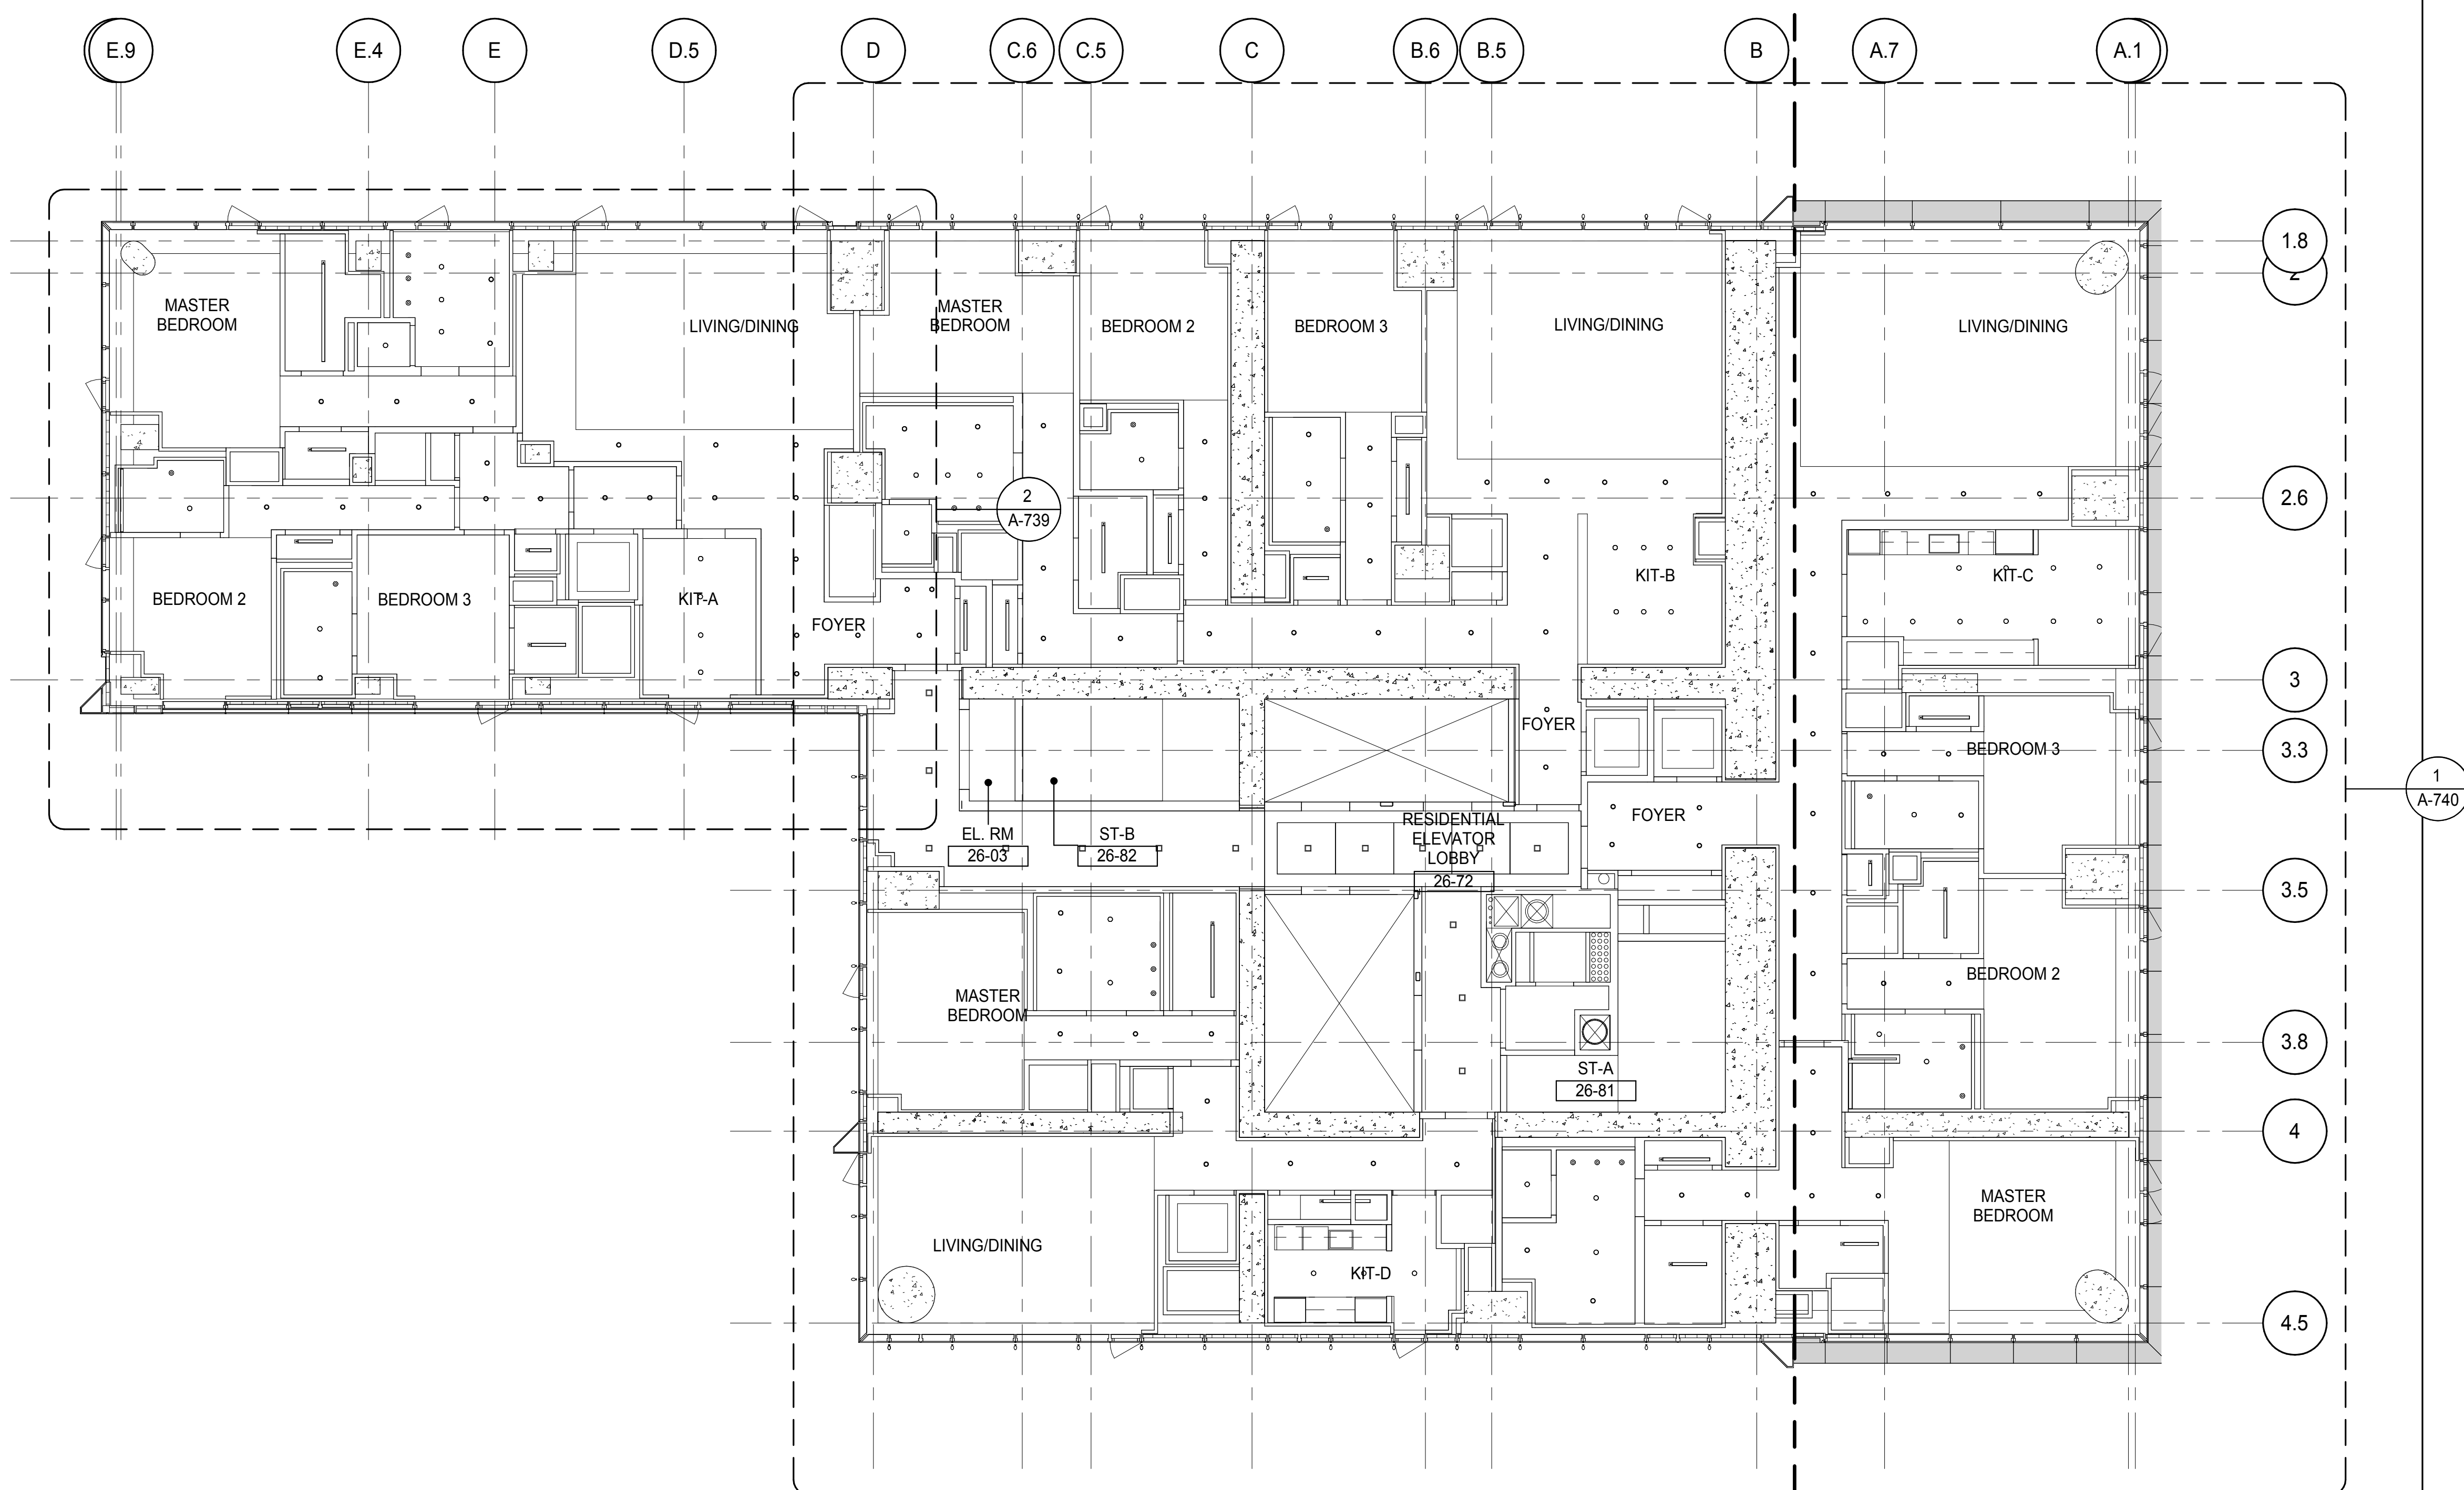 E.9
E.4
E
D.5
D
C.6
C.5
C
B.6
B.5
B
A.7
A.1
1.8
2
MASTER
BEDROOM
LIVING/DINING
MASTER
BEDROOM
BEDROOM 2
BEDROOM 3
LIVING/DINING
LIVING/DINING
2
A-739
2.6
BEDROOM 2
BEDROOM 3
KIT-A
FOYER
KIT-B
KIT-C
3
FOYER
BEDROOM 3
3.3
1
A-740
EL. RM
26-03
ST-B
26-82
RESIDENTIAL
ELEVATOR
LOBBY
26-72
FOYER
3.5
MASTER
BEDROOM
BEDROOM 2
3.8
ST-A
26-81
4
MASTER
BEDROOM
LIVING/DINING
KIT-D
4.5